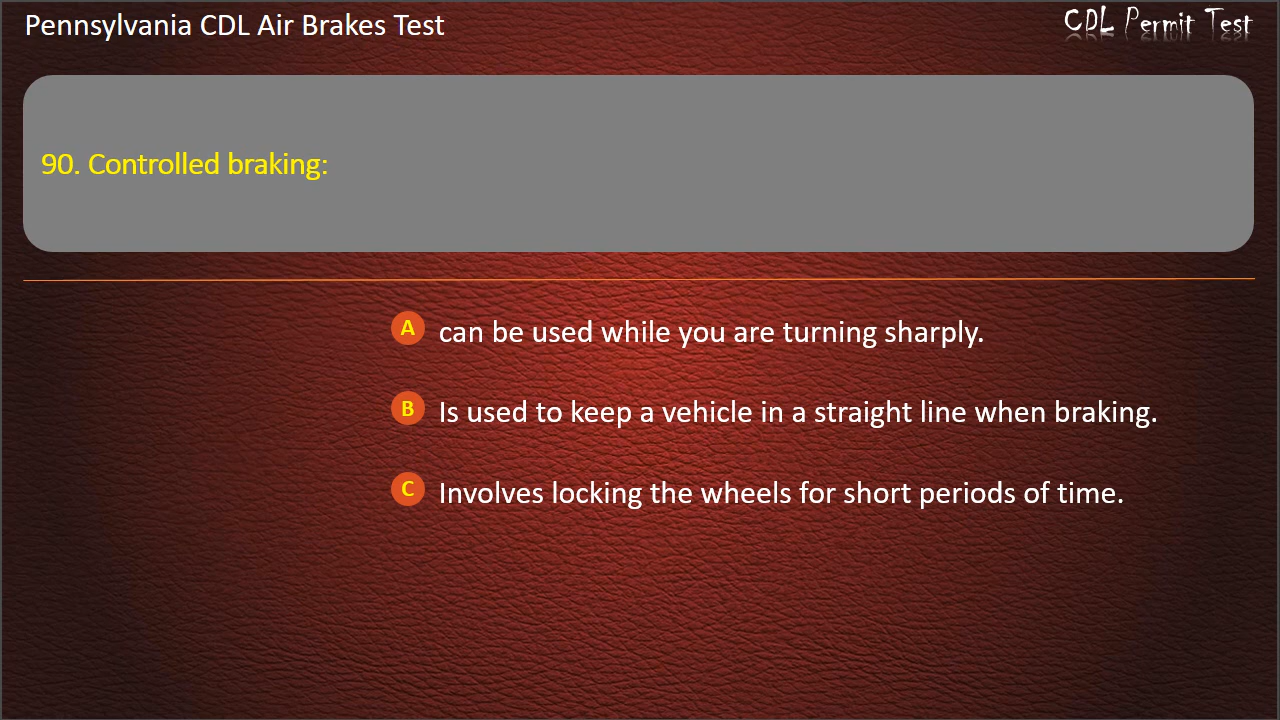 Pennsylvania CDL Air Brakes Test
CDL Permit Test
90. Controlled braking:
A can be used while you are turning sharply.
B Is used to keep a vehicle in a straight line when braking.
C Involves locking the wheels for short periods of time.